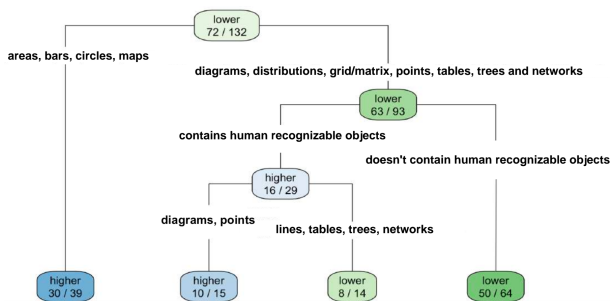 lower
72 / 132
areas, bars, circles, maps
diagrams, distributions, grid/matrix, points, tables, trees and networks
lower
63 / 93
contains human recognizable objects
doesn't contain human recognizable objects
higher
16 / 29
diagrams, points
lines, tables, trees, networks
higher
30 / 39
higher
10 / 15
lower
8 / 14
lower
50 / 64